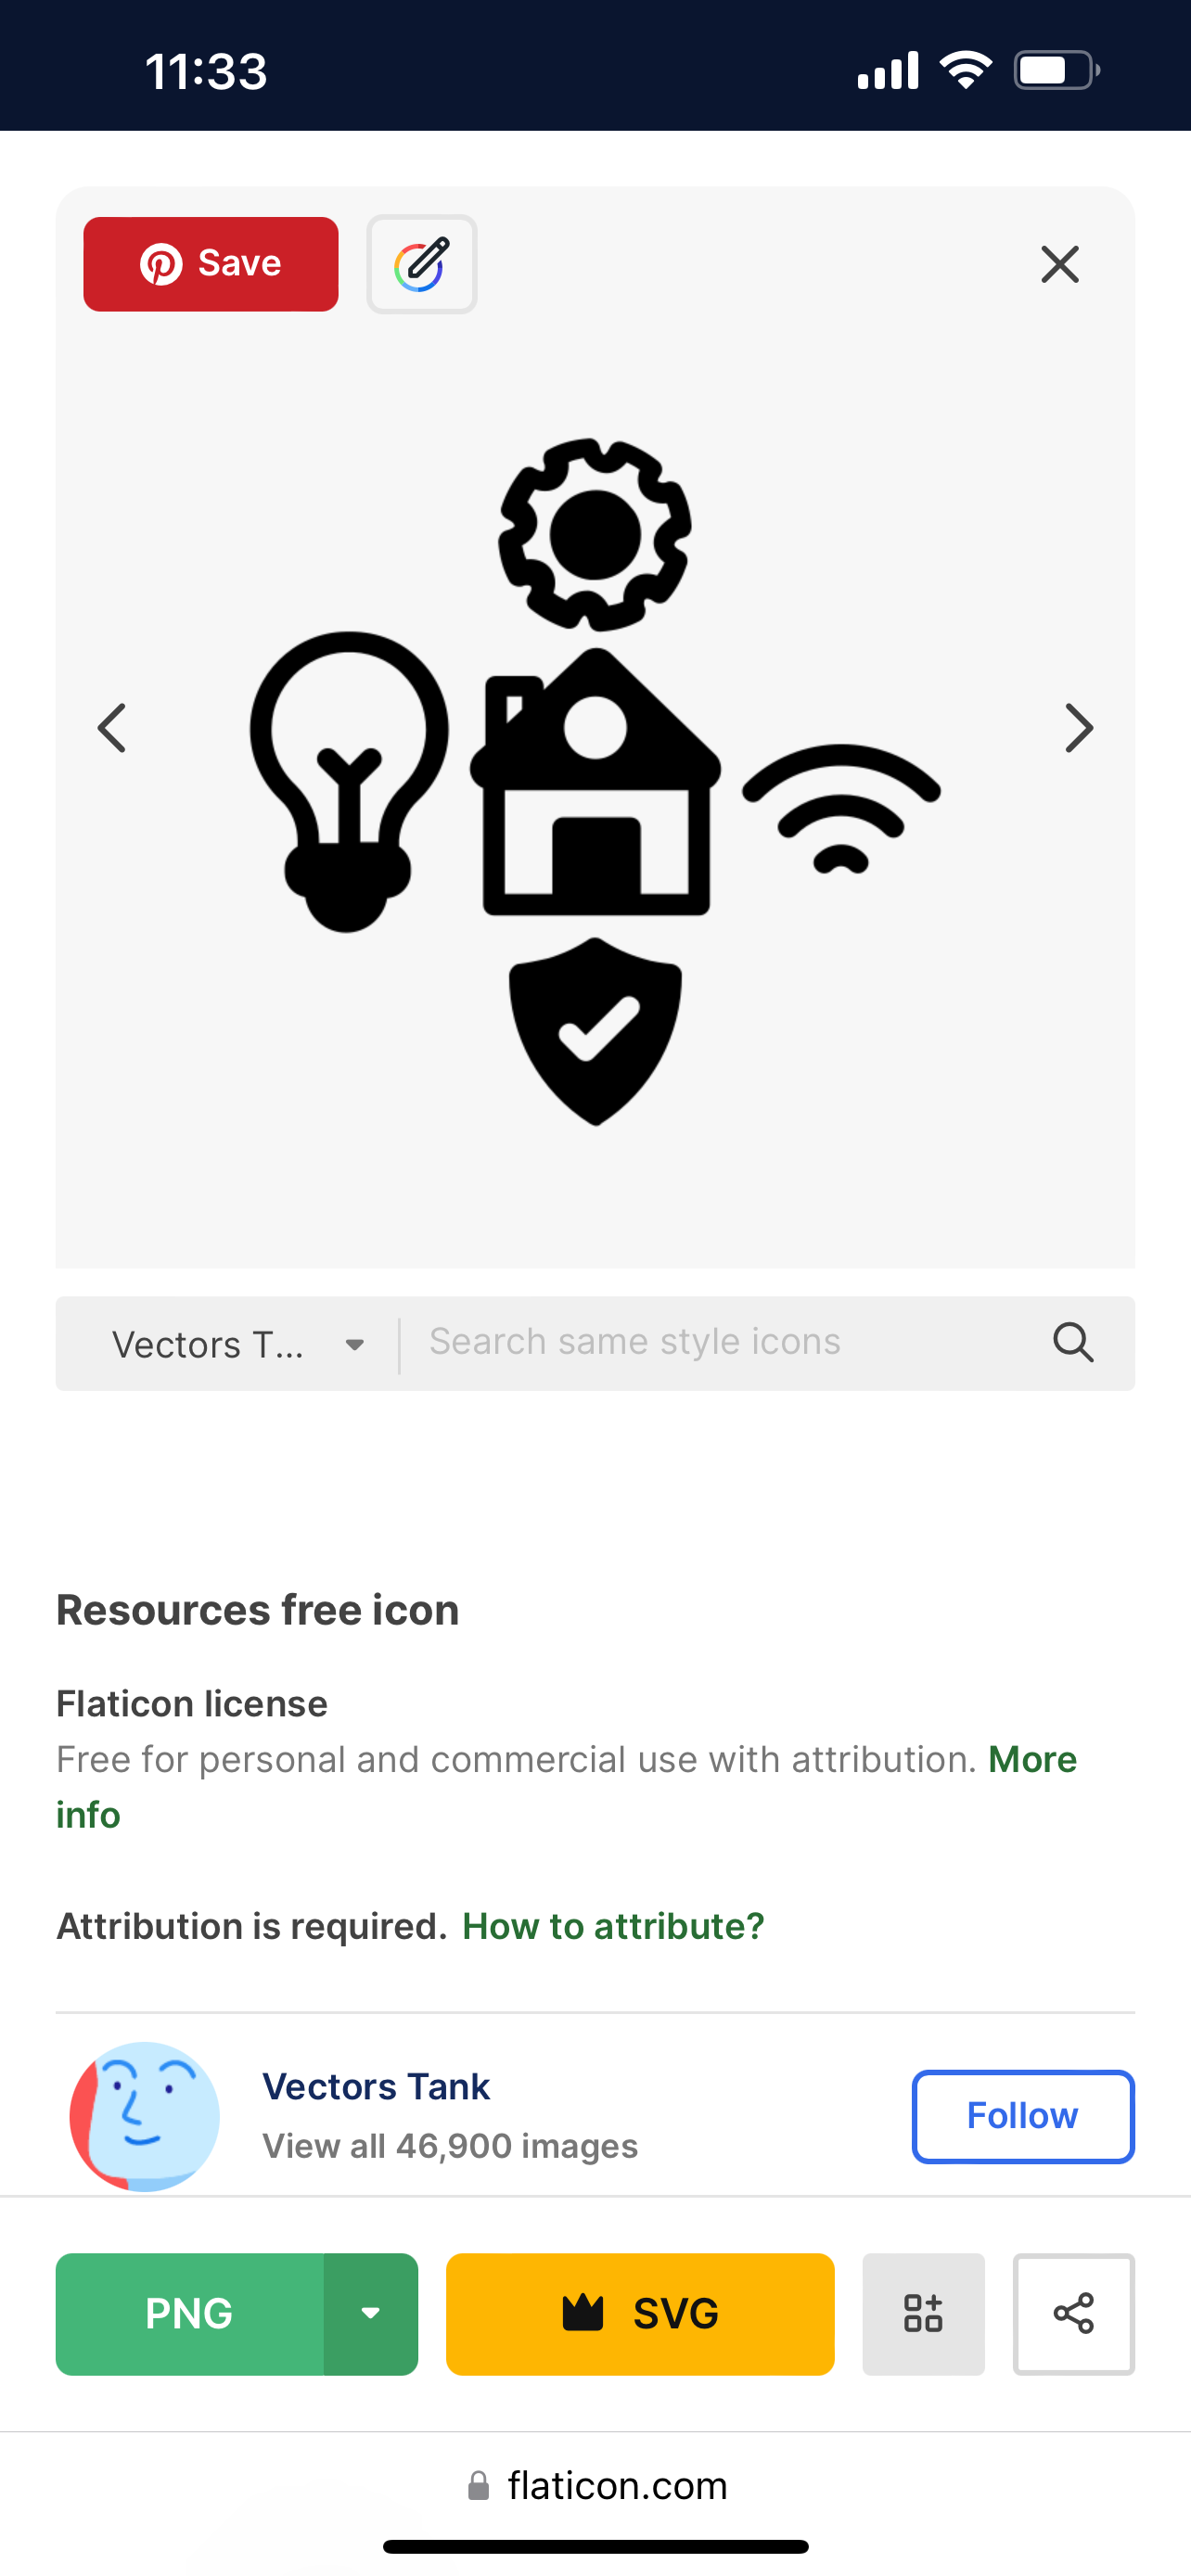 11:33
Save
Vectors T...
Search same style icons
Resources free icon
Flaticon license
Free for personal and commercial use with attribution. More
info
Attribution is required. How to attribute?
Vectors Tank
View all 46,900 images
Follow
PNG
SVG
flaticon.com